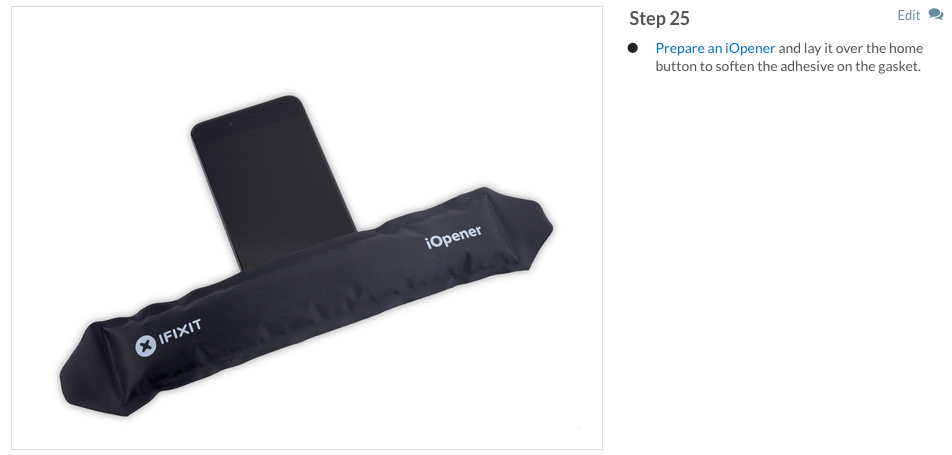 Step 25
Edit
Prepare an iOpener and lay it over the home
button to soften the adhesive on the gasket.
iOpener
IFIXIT